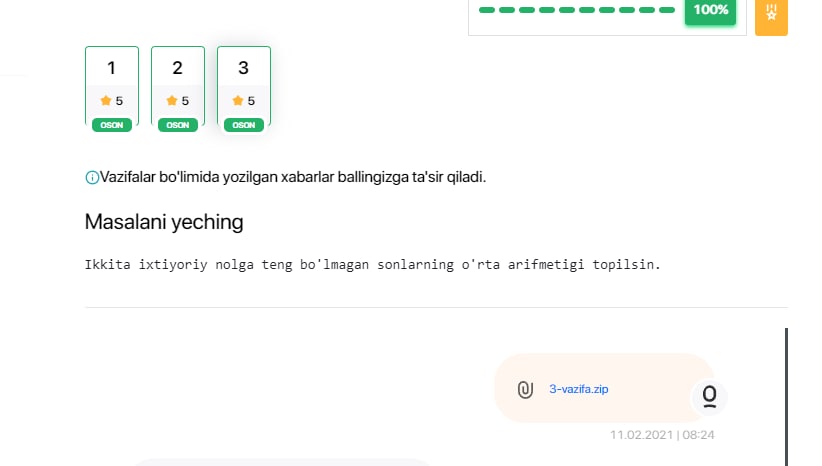 100%
1 2 3
5 5 5
OSON OSON OSON
Vazifalar bo'limida yozilgan xabarlar ballingizga ta'sir qiladi.
Masalani yeching
Ikkita ixtiyoriy nolga teng bo'lmagan sonlarning o'rta arifmetigi topilsin.
3-vazifa.zip
11.02.2021 | 08:24